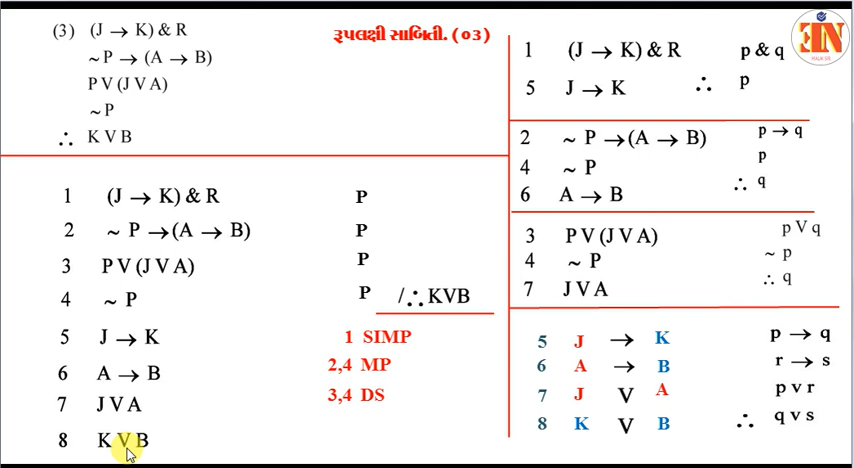 (3) (J → K) & R
~P → (A → B)
P V (J V A)
~P
∴ K V B
રૂપલક્ષી સાબિતી. (૦૩)
1 (J → K) & R P
2 ~ P → (A → B) P
3 P V (J V A) P
4 ~ P P /∴ KVB
5 J → K 1 SIMP
6 A → B 2,4 MP
7 J V A 3,4 DS
8 K V B
1 (J → K) & R p & q
5 J → K ∴ p
2 ~ P → (A → B) p → q
4 ~ P p
6 A → B ∴ q
3 P V (J V A) p V q
4 ~ P ~ p
7 J V A ∴ q
5 J → K p → q
6 A → B r → s
7 J V A p v r
8 K V B ∴ q v s